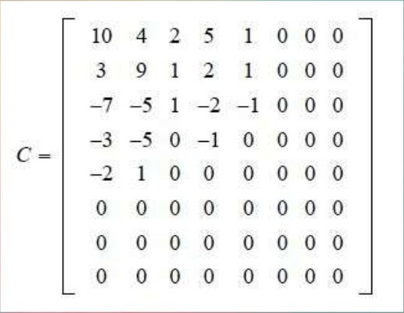 10 4 2 5 1 0 0 0
3 9 1 2 1 0 0 0
–7 –5 1 –2 –1 0 0 0
C = –3 –5 0 –1 0 0 0 0
–2 1 0 0 0 0 0 0
0 0 0 0 0 0 0 0
0 0 0 0 0 0 0 0
0 0 0 0 0 0 0 0